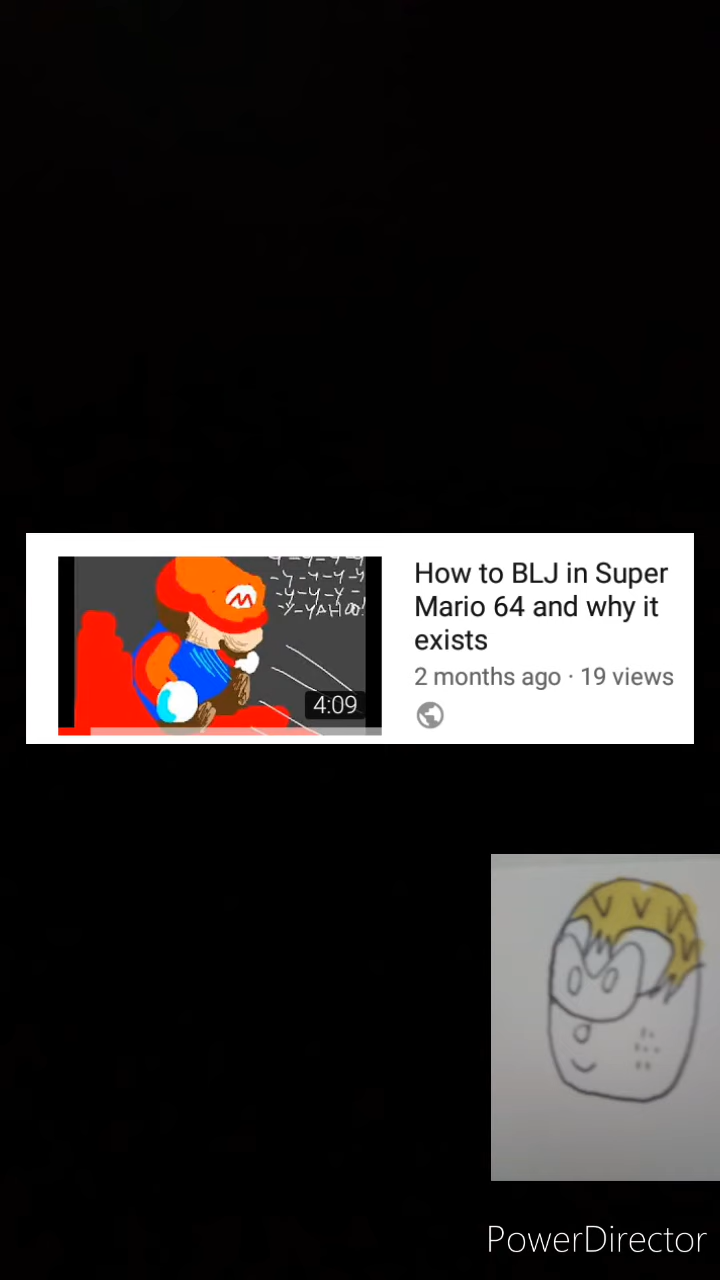 -Y-Y-Y-Y
-Y-Y-Y-
-Y-YAHOO!
M
4:09
How to BLJ in Super
Mario 64 and why it
exists
2 months ago · 19 views
PowerDirector